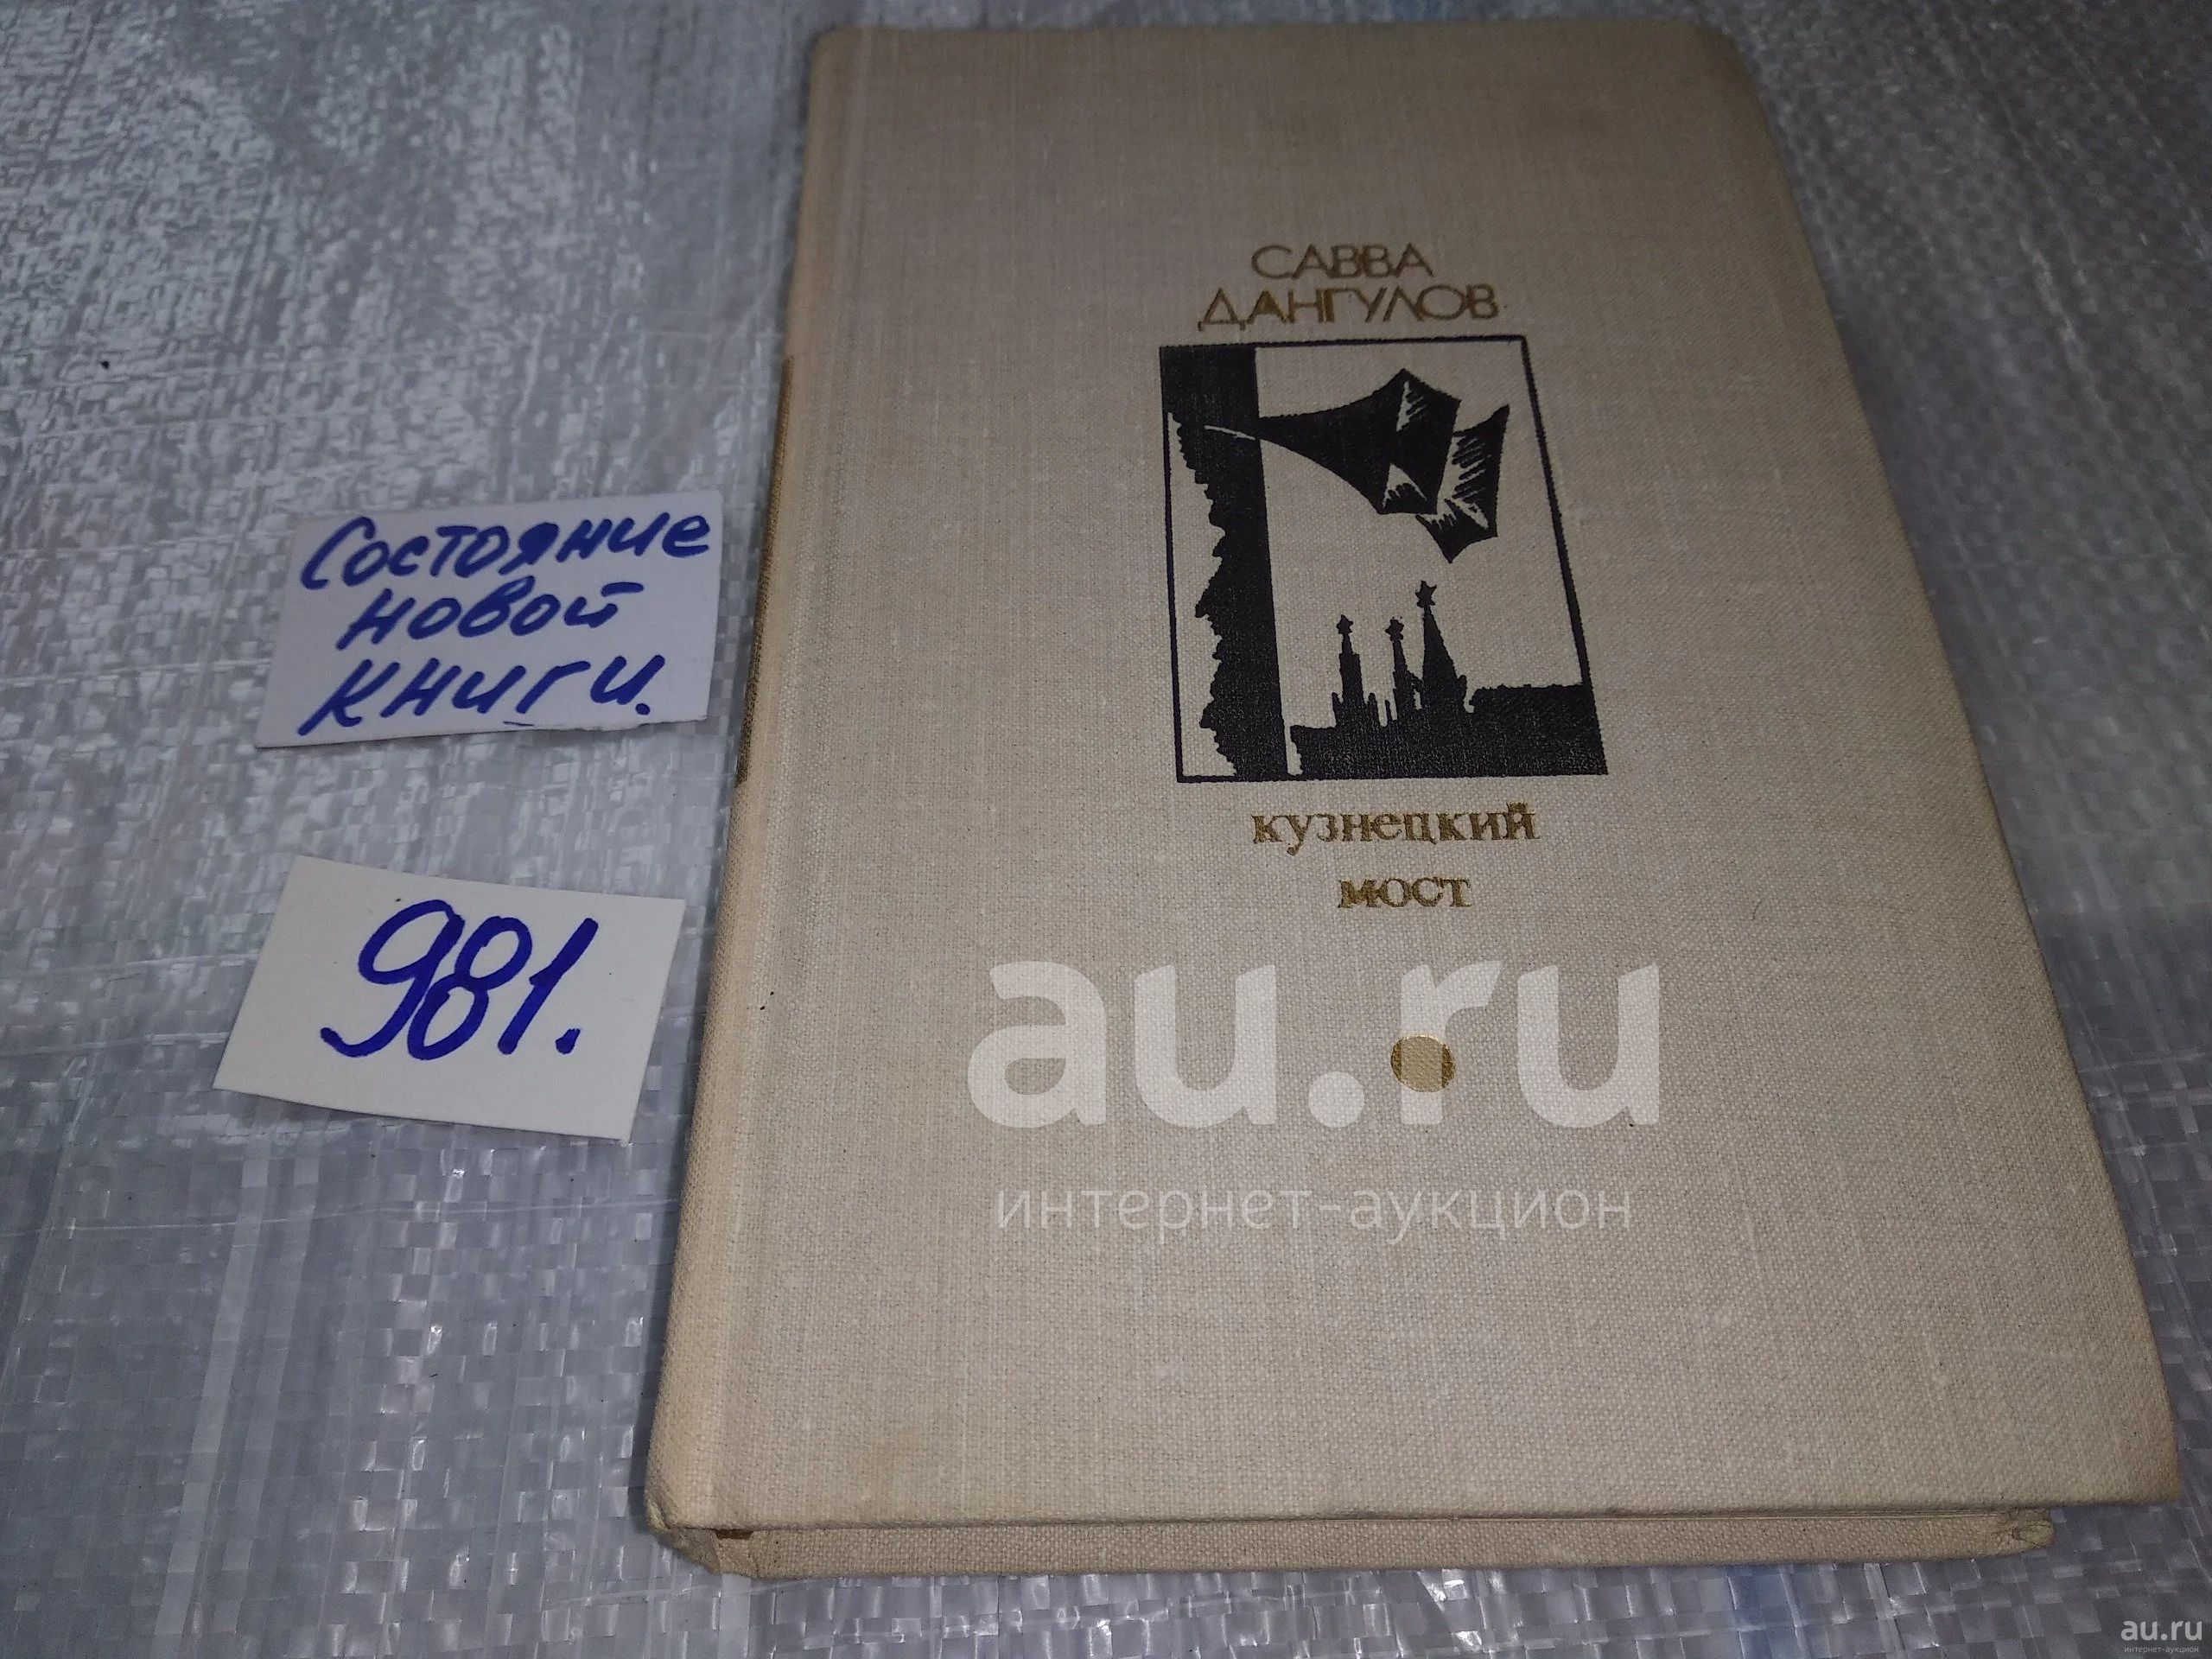 САВВА
ДАНГУЛОВ
кузнецкий
мост
Состояние
новой
книги.
981.
au.ru
интернет-аукцион
au.ru
интернет-аукцион